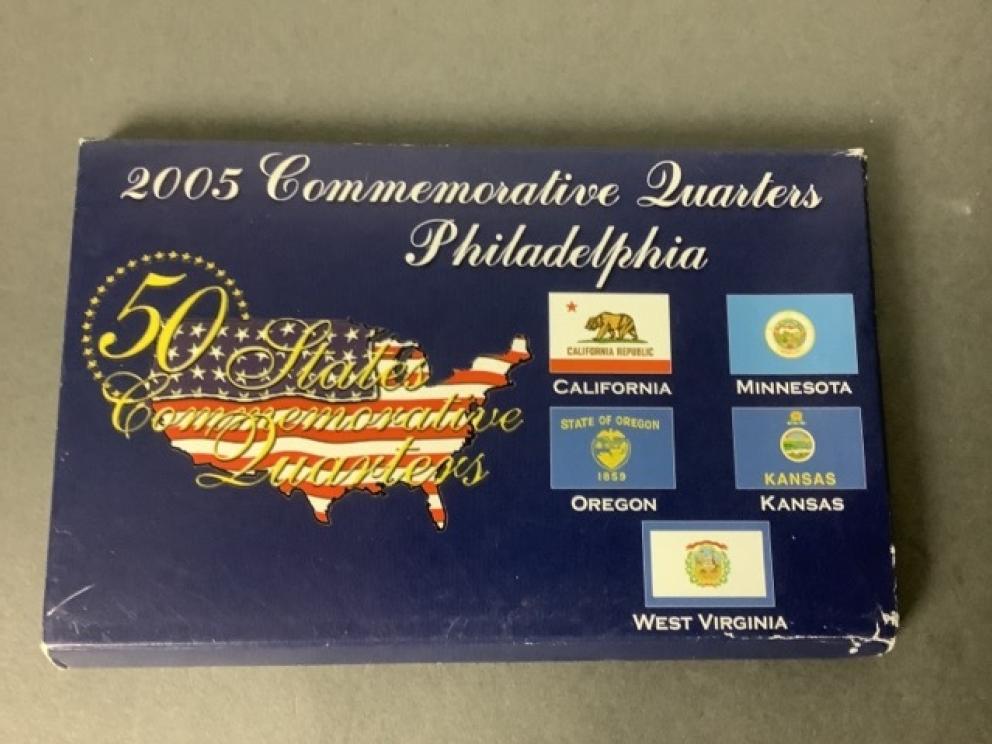 2005 Commemorative Quarters
Philadelphia
50 States
Commemorative
Quarters
CALIFORNIA REPUBLIC
CALIFORNIA
MINNESOTA
STATE OF OREGON
1859
OREGON
KANSAS
KANSAS
WEST VIRGINIA